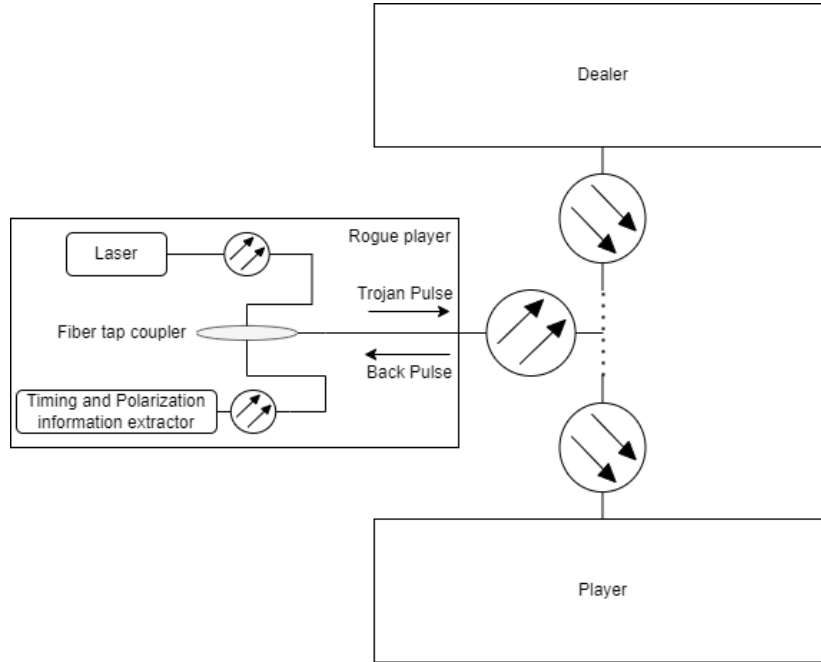 Dealer
Rogue player
Laser
Trojan Pulse
Fiber tap coupler
Back Pulse
Timing and Polarization
information extractor
Player